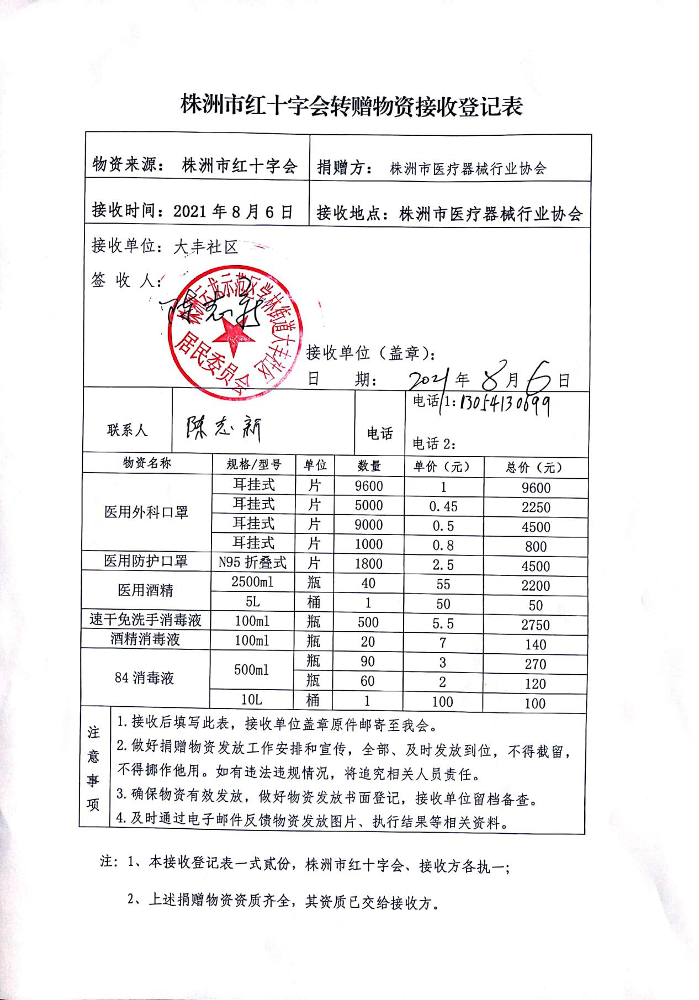 株洲市红十字会转赠物资接收登记表
物资来源： 株洲市红十字会 捐赠方： 株洲市医疗器械行业协会
接收时间：2021 年 8 月 6 日 接收地点：株洲市医疗器械行业协会
接收单位：大丰社区
签 收 人： 陈志新
云龙示范区学林街道大丰社区
居民委员会
接收单位（盖章）：
日 期： 2021 年 8 月 6 日
联系人 陈志新 电话 电话 1：13054130699
电话 2：
物资名称 规格/型号 单位 数量 单价（元） 总价（元）
医用外科口罩 耳挂式 片 9600 1 9600
耳挂式 片 5000 0.45 2250
耳挂式 片 9000 0.5 4500
耳挂式 片 1000 0.8 800
医用防护口罩 N95 折叠式 片 1800 2.5 4500
医用酒精 2500ml 瓶 40 55 2200
5L 桶 1 50 50
速干免洗手消毒液 100ml 瓶 500 5.5 2750
酒精消毒液 100ml 瓶 20 7 140
84 消毒液 500ml 瓶 90 3 270
瓶 60 2 120
10L 桶 1 100 100
注意事项
1.接收后填写此表，接收单位盖章原件邮寄至我会。
2.做好捐赠物资发放工作安排和宣传，全部、及时发放到位，不得截留，
不得挪作他用。如有违法违规情况，将追究相关人员责任。
3.确保物资有效发放，做好物资发放书面登记，接收单位留档备查。
4.及时通过电子邮件反馈物资发放图片、执行结果等相关资料。
注：1、本接收登记表一式贰份，株洲市红十字会、接收方各执一；
2、上述捐赠物资资质齐全，其资质已交给接收方。